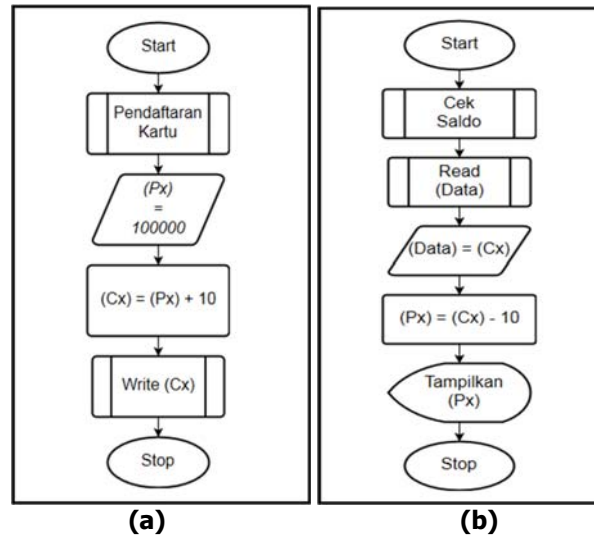 Start
Pendaftaran
Kartu
(Px)
=
100000
(Cx) = (Px) + 10
Write (Cx)
Stop
(a)
Start
Cek
Saldo
Read
(Data)
(Data) = (Cx)
(Px) = (Cx) - 10
Tampilkan
(Px)
Stop
(b)